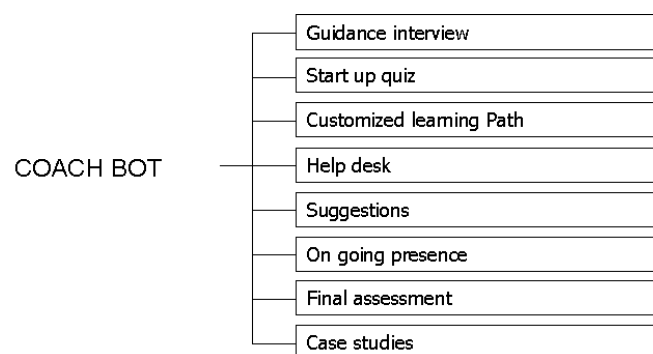 Guidance interview
Start up quiz
Customized learning Path
COACH BOT
Help desk
Suggestions
On going presence
Final assessment
Case studies